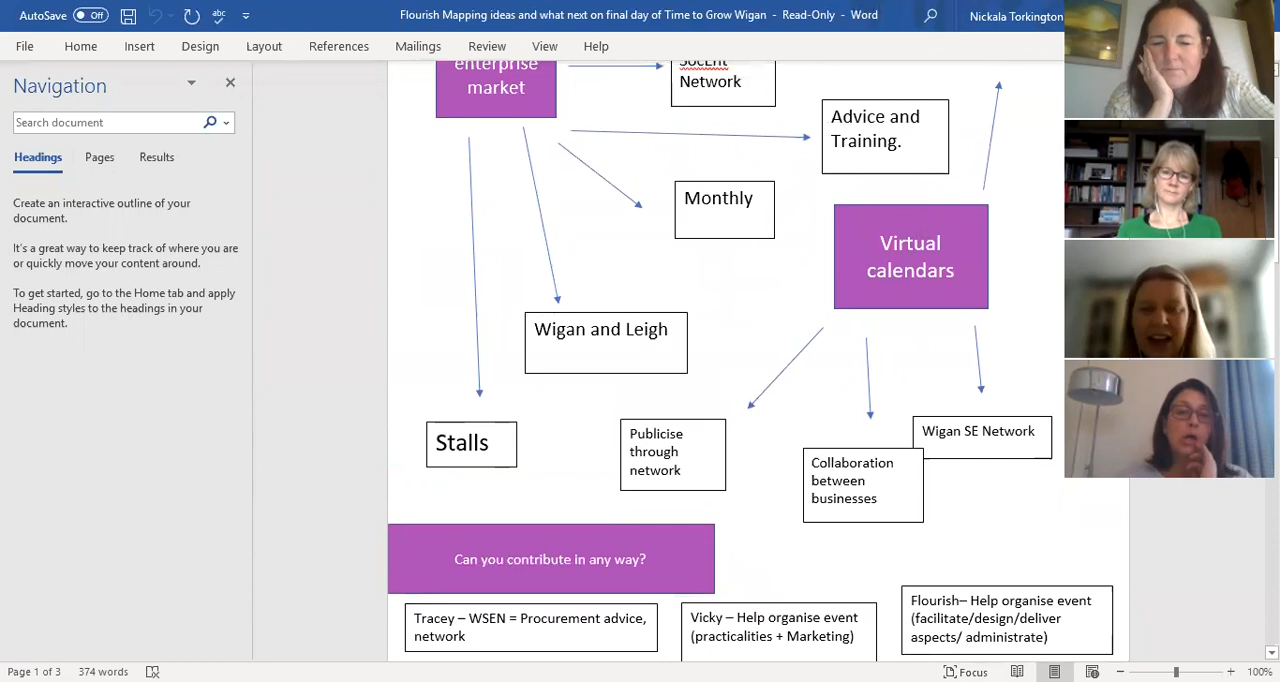 AutoSave
Off
abc
Flourish Mapping ideas and what next on final day of Time to Grow Wigan - Read-Only - Word
Nickala Torkington
File Home Insert Design Layout References Mailings Review View Help
Navigation
Search document
Headings Pages Results
Create an interactive outline of your
document.
It's a great way to keep track of where you are
or quickly move your content around.
To get started, go to the Home tab and apply
Heading styles to the headings in your
document.
enterprise
market
SocEnt
Network
Advice and
Training.
Monthly
Virtual
calendars
Wigan and Leigh
Stalls
Publicise
through
network
Collaboration
between
businesses
Wigan SE Network
Can you contribute in any way?
Tracey – WSEN = Procurement advice,
network
Vicky – Help organise event
(practicalities + Marketing)
Flourish– Help organise event
(facilitate/design/deliver
aspects/ administrate)
Page 1 of 3 374 words
Focus
100%